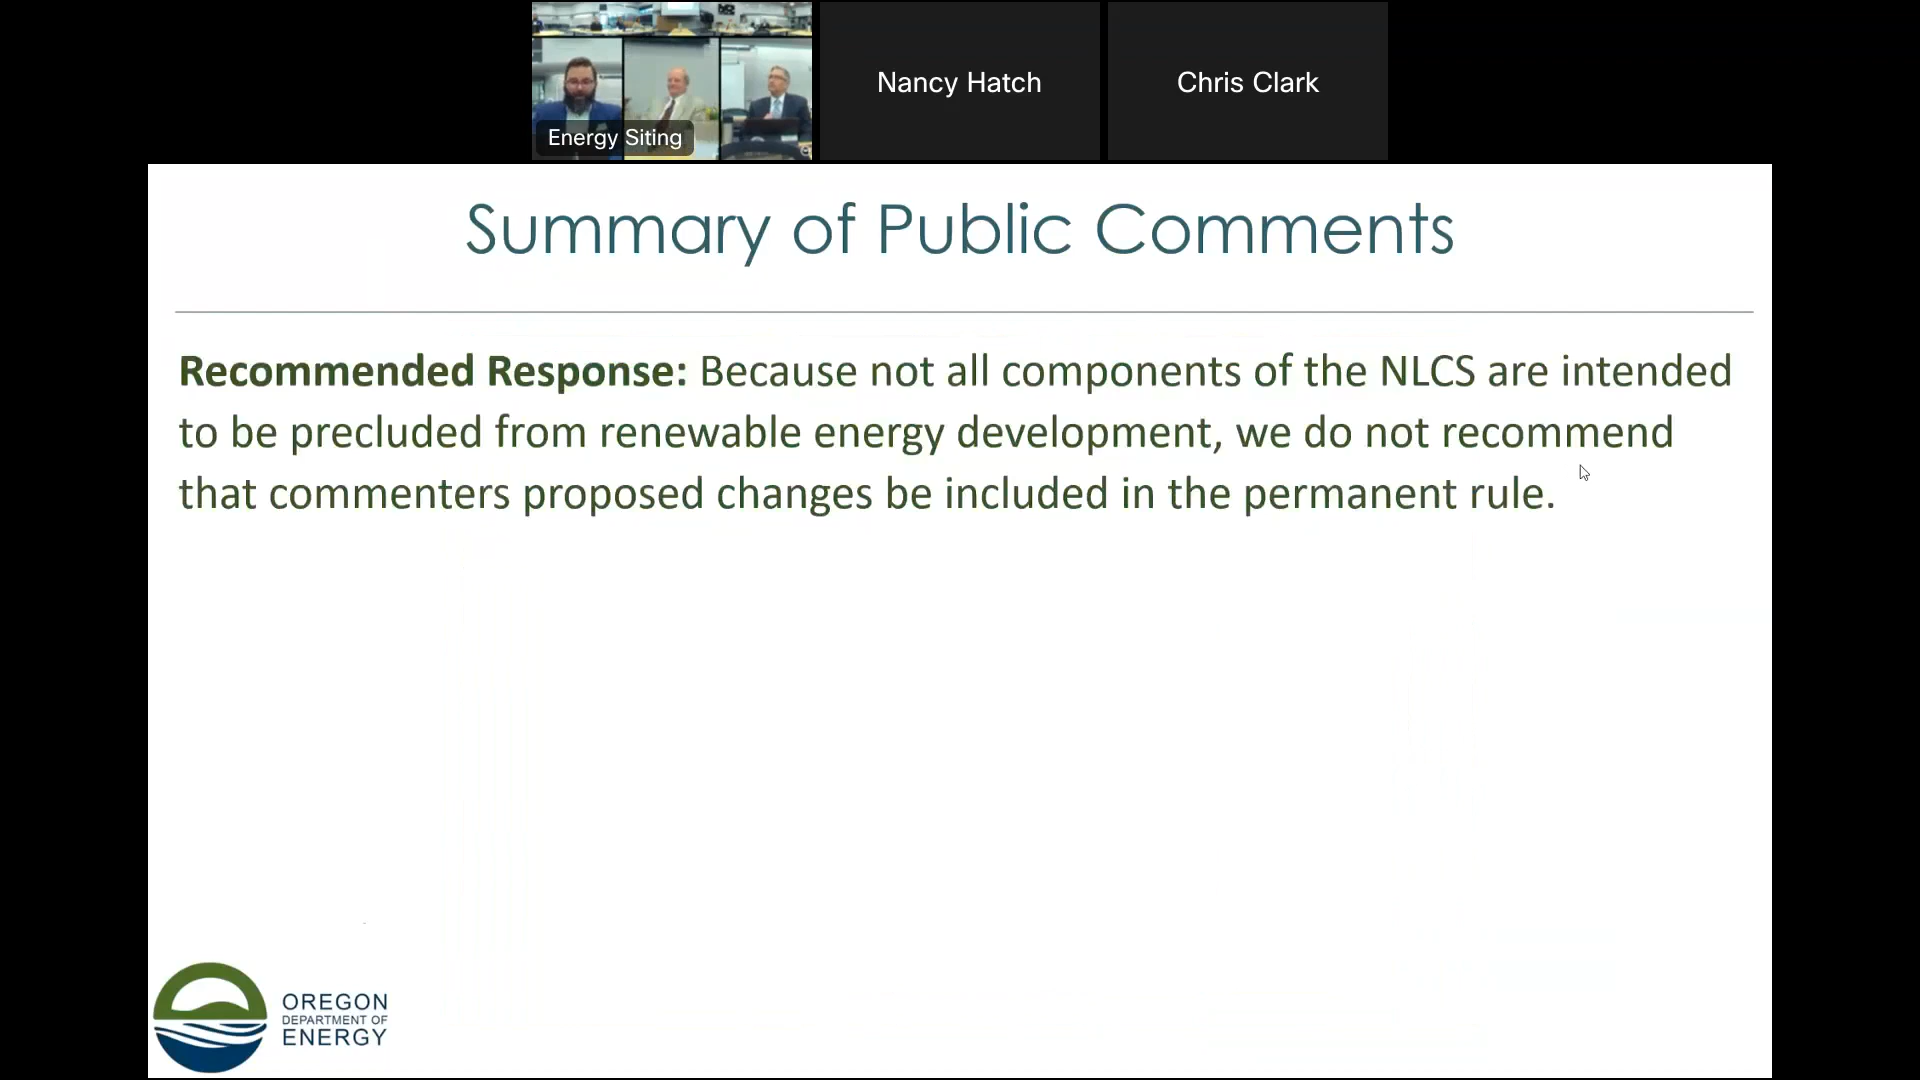 Energy Siting
Nancy Hatch
Chris Clark
Summary of Public Comments
Recommended Response: Because not all components of the NLCS are intended
to be precluded from renewable energy development, we do not recommend
that commenters proposed changes be included in the permanent rule.
OREGON
DEPARTMENT OF
ENERGY